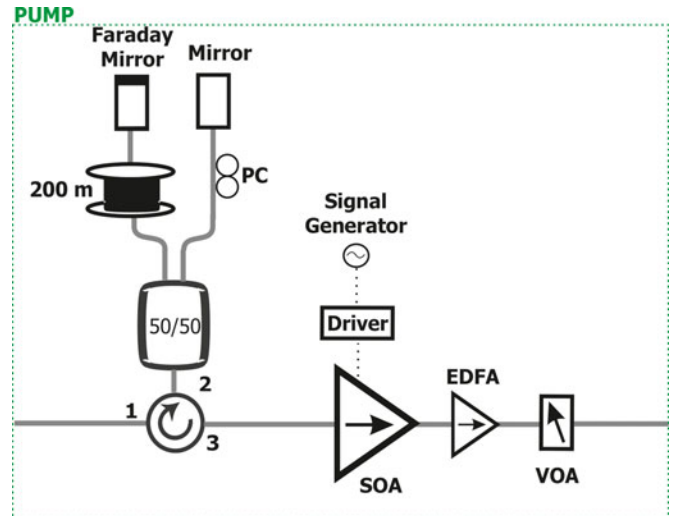 PUMP
Faraday
Mirror
Mirror
200 m
PC
Signal
Generator
50/50
Driver
2
EDFA
1
3
SOA
VOA